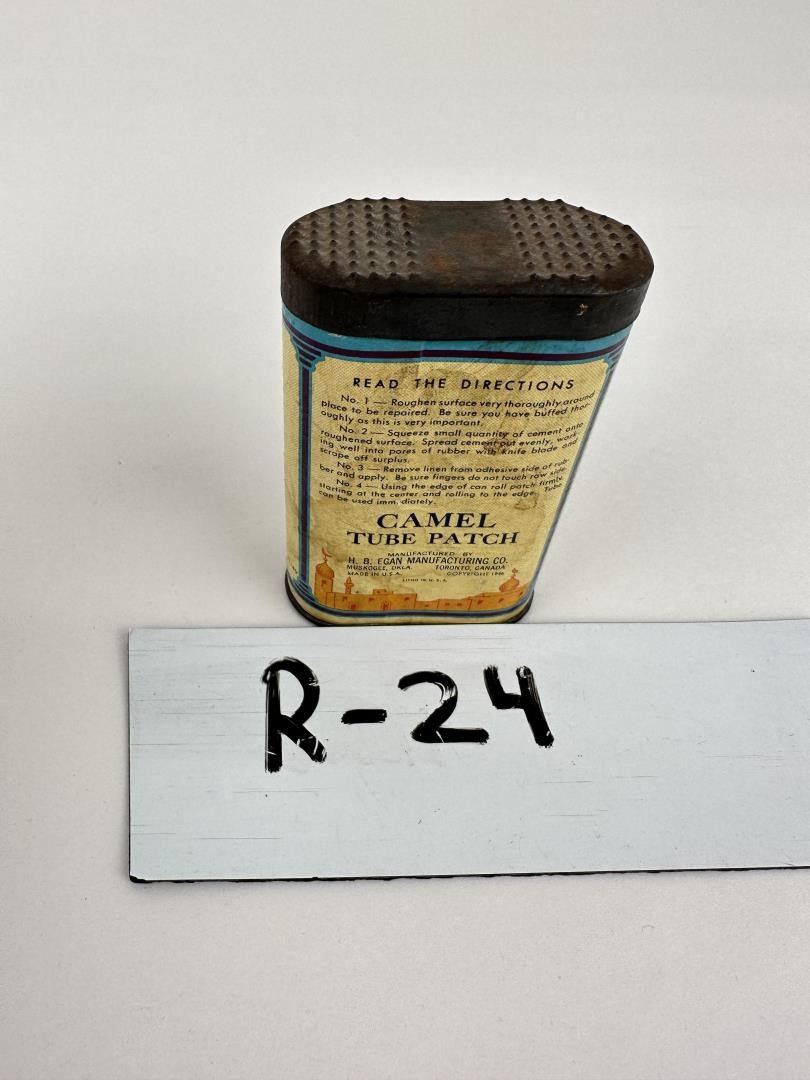 READ THE DIRECTIONS
No. 1 — Roughen surface very thoroughly around
place to be repaired. Be sure you have buffed thor-
oughly as this is very important.
No. 2 — Squeeze small quantity of cement onto
roughened surface. Spread cement out evenly, work-
ing well into pores of rubber with knife blade and
scrape off surplus.
No. 3 — Remove linen from adhesive side of rub-
ber and apply. Be sure fingers do not touch raw side.
No. 4 — Using the edge of can roll patch firmly,
starting at the center and rolling to the edge. Tube
can be used imm diately.
CAMEL
TUBE PATCH
MANUFACTURED BY
H. B. EGAN MANUFACTURING CO.
MUSKOGEE, OKLA. TORONTO, CANADA
MADE IN U.S.A. COPYRIGHT
LITHO IN U.S.A.
R-24